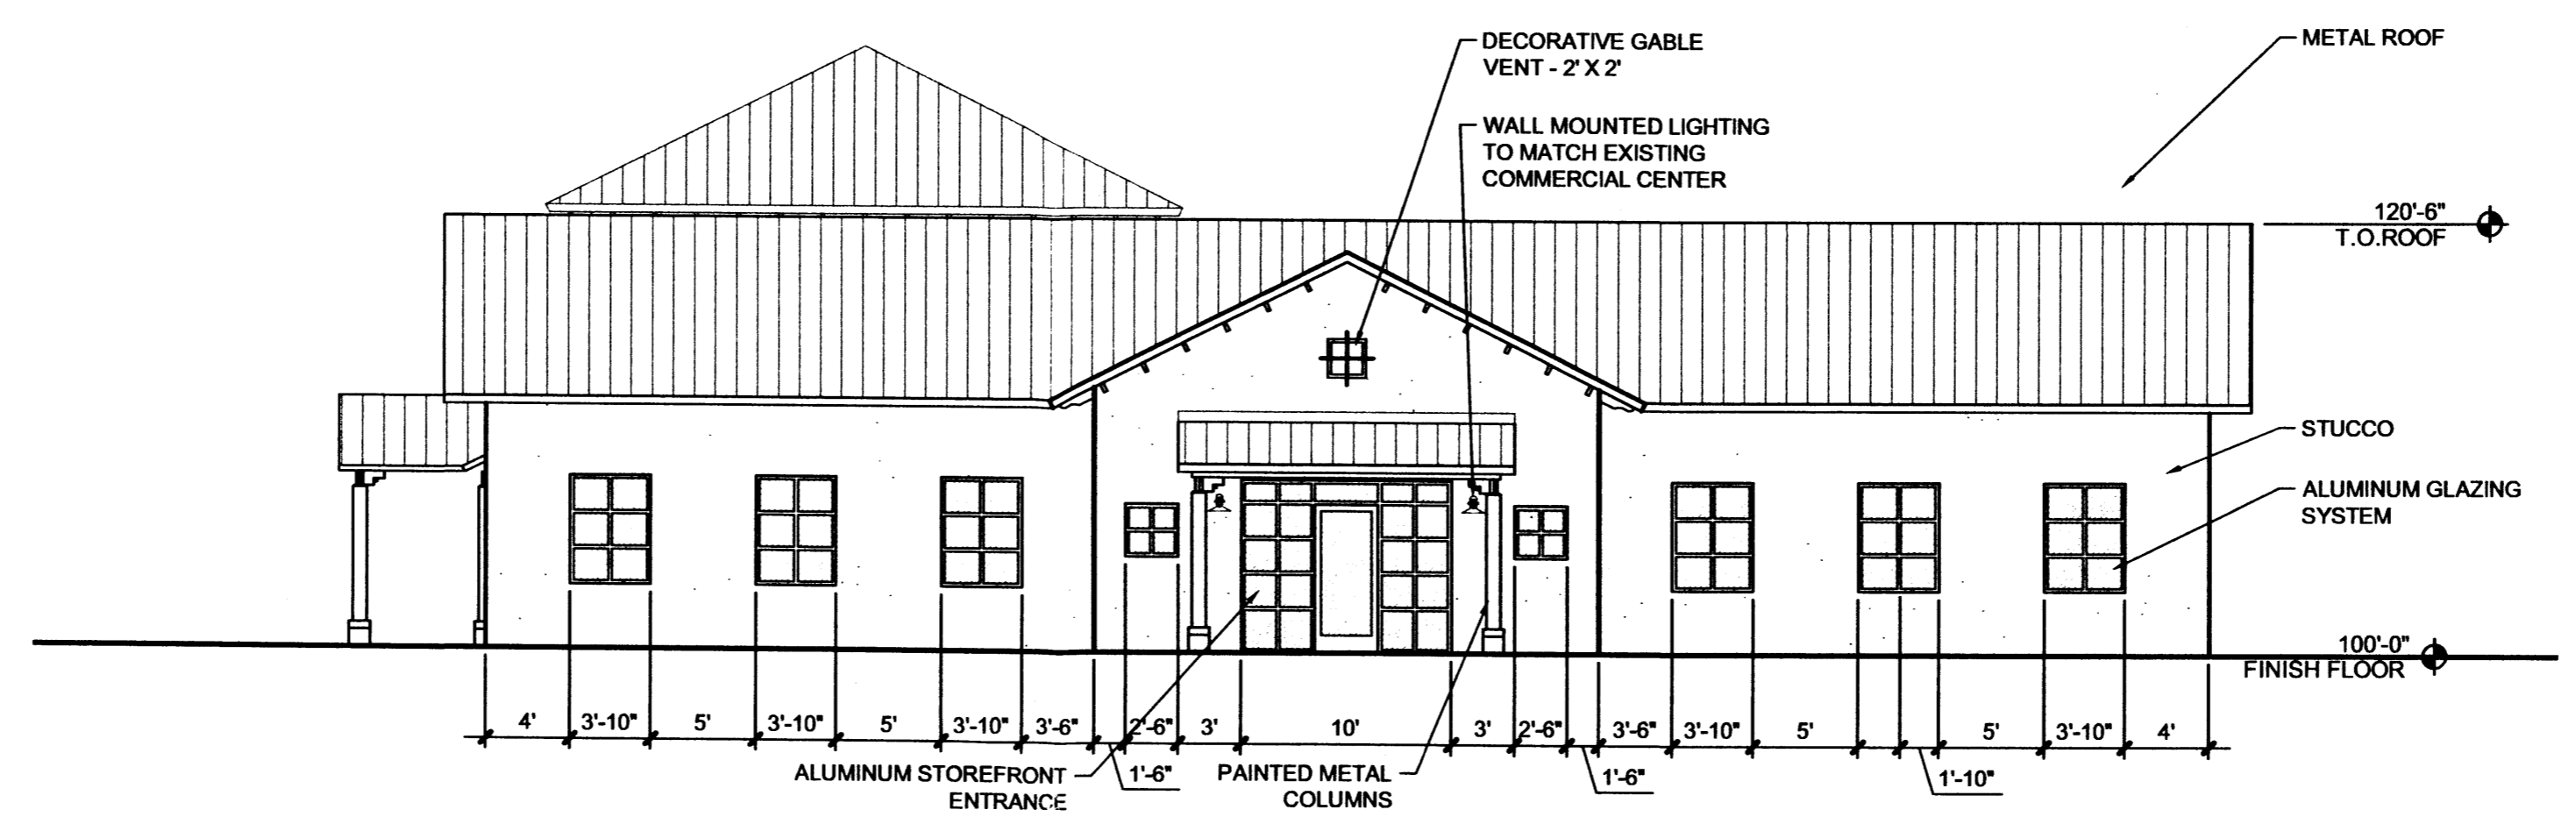 DECORATIVE GABLE
VENT - 2' X 2'
METAL ROOF
WALL MOUNTED LIGHTING
TO MATCH EXISTING
COMMERCIAL CENTER
120'-6"
T.O.ROOF
STUCCO
ALUMINUM GLAZING
SYSTEM
100'-0"
FINISH FLOOR
4' 3'-10" 5' 3'-10" 5' 3'-10" 3'-6" 2'-6" 3' 10' 3' 2'-6" 3'-6" 3'-10" 5' 5' 3'-10" 4'
1'-6" 1'-6" 1'-10"
ALUMINUM STOREFRONT
ENTRANCE
PAINTED METAL
COLUMNS